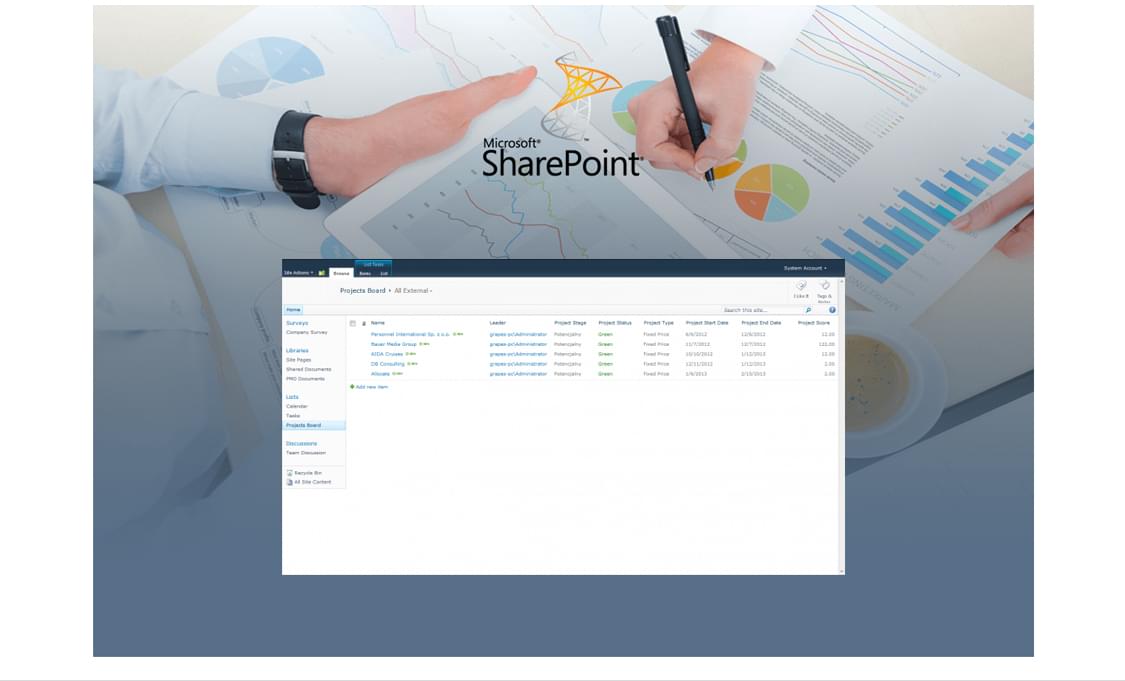 Microsoft®
SharePoint®
List Tools
Site Actions Browse Items List System Account
Projects Board All External
I Like It Tags & Notes
Home Search this site...
Surveys
Company Survey
Libraries
Site Pages
Shared Documents
PMO Documents
Lists
Calendar
Tasks
Projects Board
Discussions
Team Discussion
Recycle Bin
All Site Content
Name Leader Project Stage Project Status Project Type Project Start Date Project End Date Project Score
Personnel International Sp. z o.o. grapes-pc\Administrator Potencjalny Green Fixed Price 6/6/2012 12/6/2012 12.00
Bauer Media Group grapes-pc\Administrator Potencjalny Green Fixed Price 11/7/2012 12/7/2012 122.00
AIDA Cruises grapes-pc\Administrator Potencjalny Green Fixed Price 10/10/2012 1/12/2013 12.00
DB Consulting grapes-pc\Administrator Potencjalny Green Fixed Price 12/11/2012 1/12/2013 2.00
Allocate grapes-pc\Administrator Potencjalny Green Fixed Price 1/6/2013 2/15/2013 2.00
Add new item